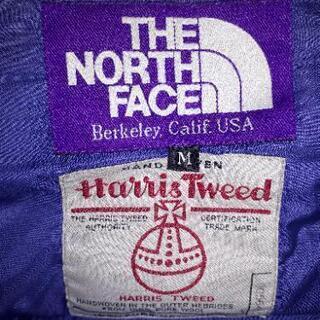 THE
NORTH
FACE
Berkeley, Calif. USA
M
Harris Tweed
THE HARRIS TWEED
AUTHORITY
CERTIFICATION
TRADE MARK
HARRIS TWEED
HANDWOVEN IN THE OUTER HEBRIDES